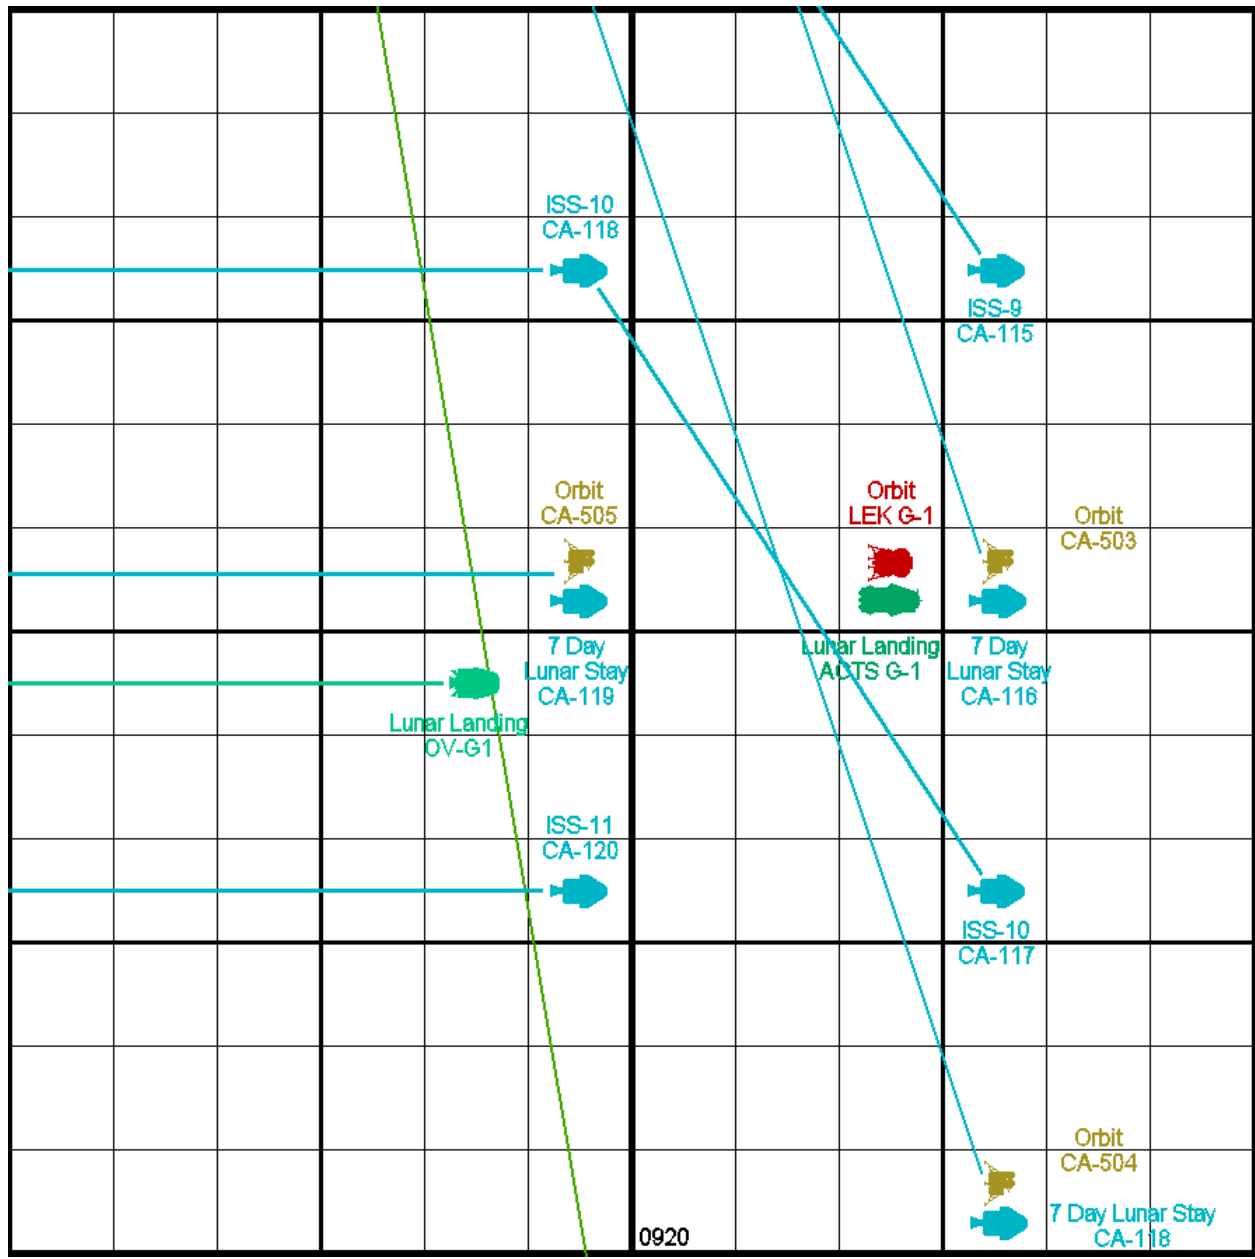 ISS-10
CA-118
ISS-9
CA-115
Orbit
CA-505
Orbit
LEK G-1
Orbit
CA-503
7 Day
Lunar Stay
CA-119
Lunar Landing
ACTS G-1
7 Day
Lunar Stay
CA-116
Lunar Landing
OV-G1
ISS-11
CA-120
ISS-10
CA-117
Orbit
CA-504
7 Day Lunar Stay
CA-118
0920